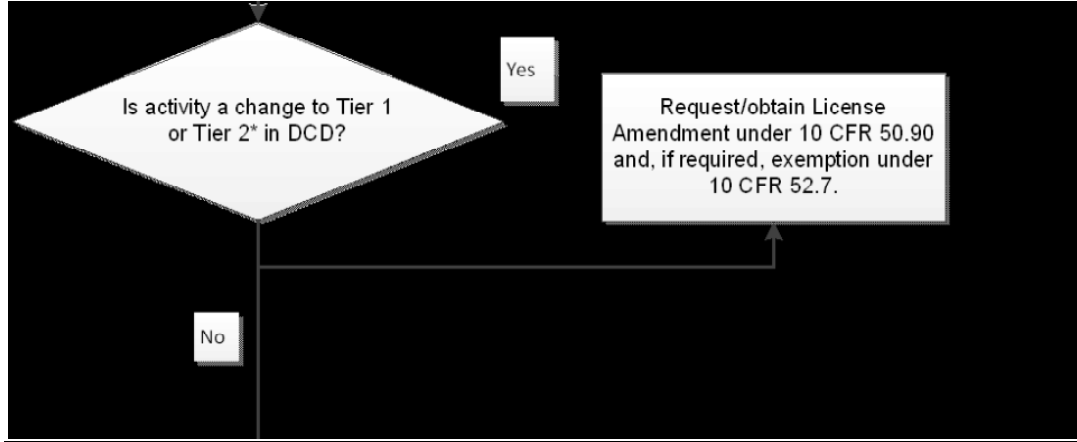 Is activity a change to Tier 1
or Tier 2* in DCD?
Yes
Request/obtain License
Amendment under 10 CFR 50.90
and, if required, exemption under
10 CFR 52.7.
No